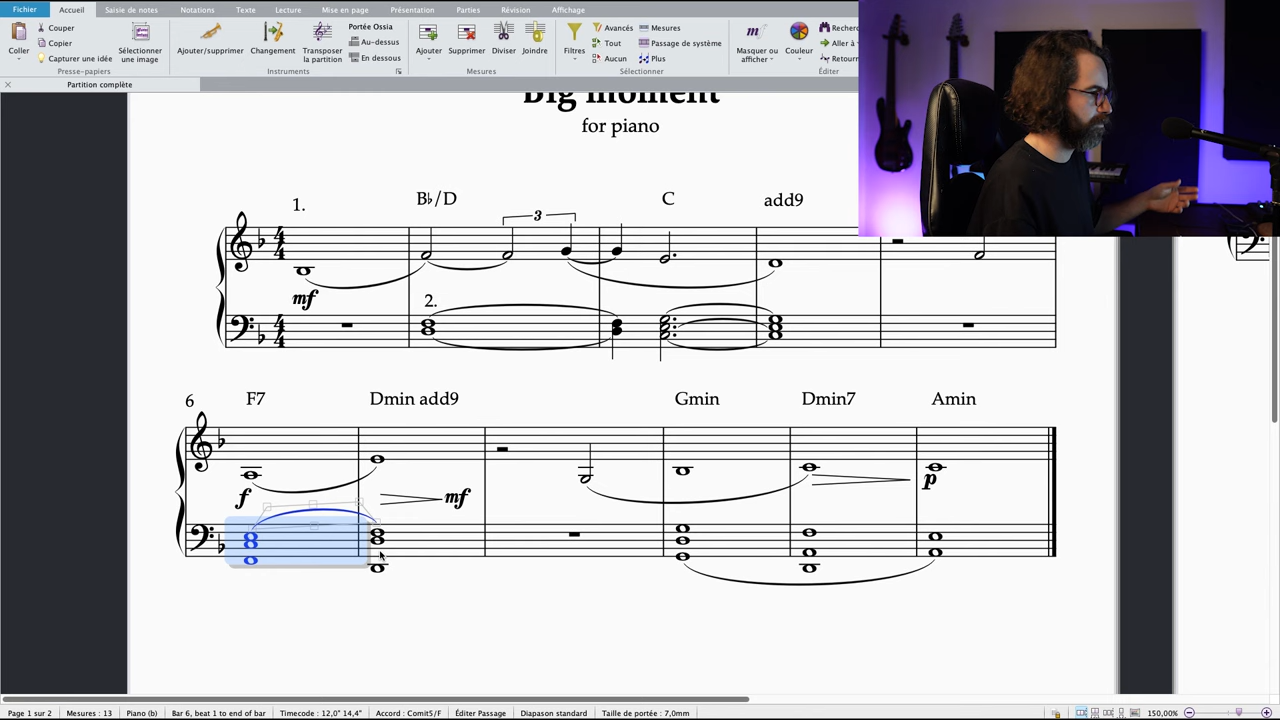 Fichier Accueil Saisie de notes Notations Texte Lecture Mise en page Présentation Parties Révision Affichage
Coller Couper Copier Capturer une idée Sélectionner une image Ajouter/supprimer Changement Transposer la partition Portée Ossia Au-dessus En dessous Ajouter Supprimer Diviser Joindre Filtres Avancés Tout Aucun Mesures Passage de système Plus Masquer ou afficher Couleur Aller à Retour
Presse-papiers Instruments Mesures Sélectionner Éditer
Partition complète
Big moment
for piano
1. B♭/D 3 C add9
mf 2.
6 F7 Dmin add9 Gmin Dmin7 Amin
f mf p
Page 1 sur 2 Mesures : 13 Piano (b) Bar 6, beat 1 to end of bar Timecode : 12,0" 14,4" Accord : Comit5/F Éditer Passage Diapason standard Taille de portée : 7,0mm 150,00%